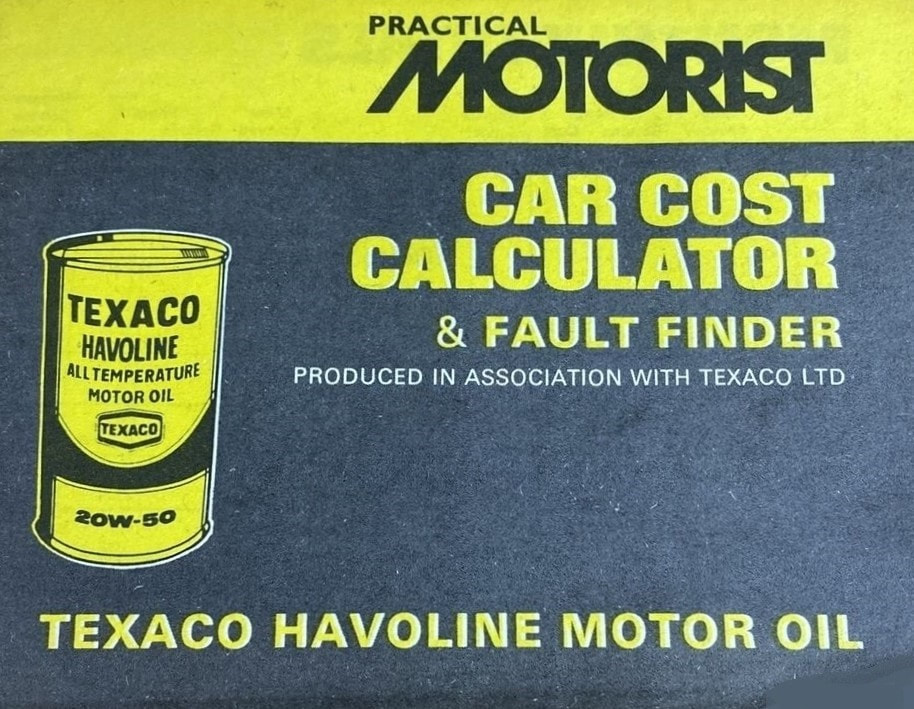 PRACTICAL
MOTORIST
CAR COST
CALCULATOR
& FAULT FINDER
PRODUCED IN ASSOCIATION WITH TEXACO LTD
TEXACO
HAVOLINE
ALL TEMPERATURE
MOTOR OIL
TEXACO
20W-50
TEXACO HAVOLINE MOTOR OIL